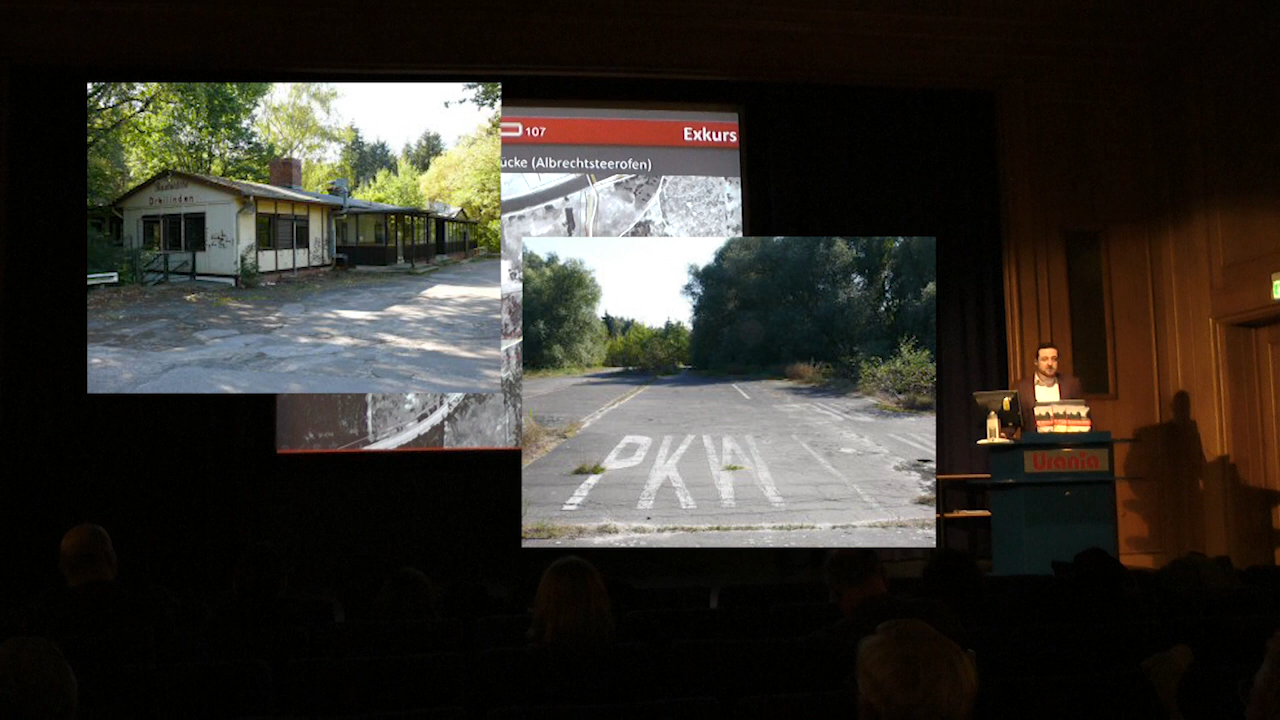 Raststätte
Dreilinden
107
Exkurs
ücke (Albrechtsteerofen)
PKW
Urania